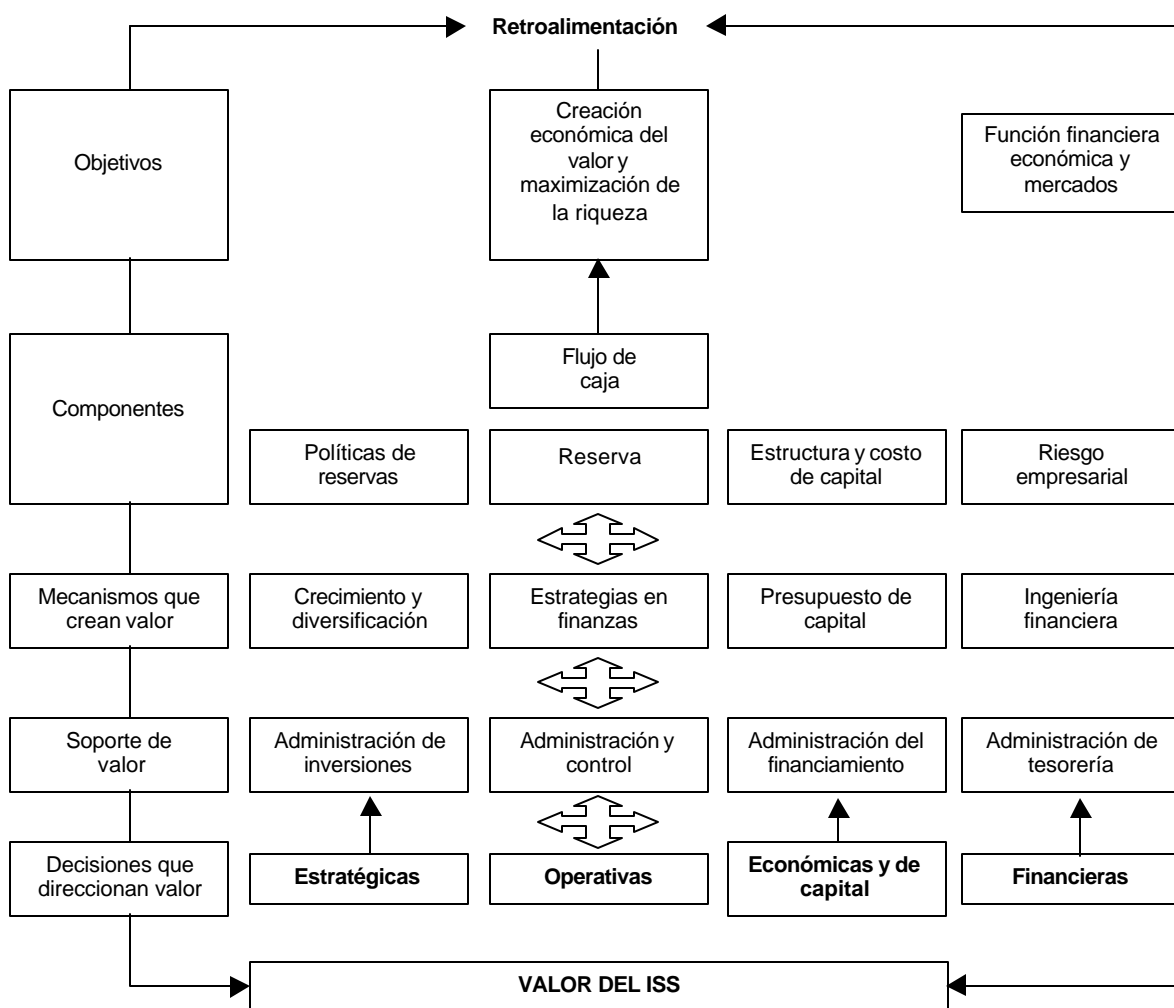 Retroalimentación
Objetivos
Creación
económica del
valor y
maximización de
la riqueza
Función financiera
económica y
mercados
Componentes
Flujo de
caja
Políticas de
reservas
Reserva
Estructura y costo
de capital
Riesgo
empresarial
Mecanismos que
crean valor
Crecimiento y
diversificación
Estrategias en
finanzas
Presupuesto de
capital
Ingeniería
financiera
Soporte de
valor
Administración de
inversiones
Administración y
control
Administración del
financiamiento
Administración de
tesorería
Decisiones que
direccionan valor
Estratégicas
Operativas
Económicas y de
capital
Financieras
VALOR DEL ISS